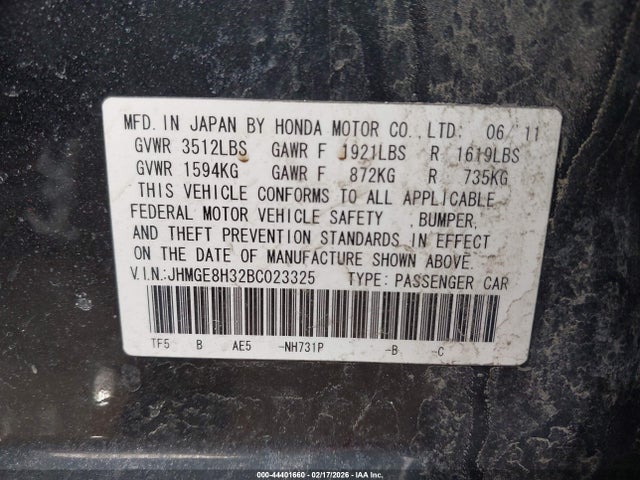 MFD. IN JAPAN BY HONDA MOTOR CO., LTD: 06/11
GVWR 3512LBS GAWR F 1921LBS R 1619LBS
GVWR 1594KG GAWR F 872KG R 735KG
THIS VEHICLE CONFORMS TO ALL APPLICABLE
FEDERAL MOTOR VEHICLE SAFETY , BUMPER,
AND THEFT PREVENTION STANDARDS IN EFFECT
ON THE DATE OF MANUFACTURE SHOWN ABOVE.
V.I.N.:JHMGE8H32BC023325 TYPE: PASSENGER CAR
TF5 B AE5 -NH731P -B -C
000-44401660 - 02/17/2026 - IAA Inc.